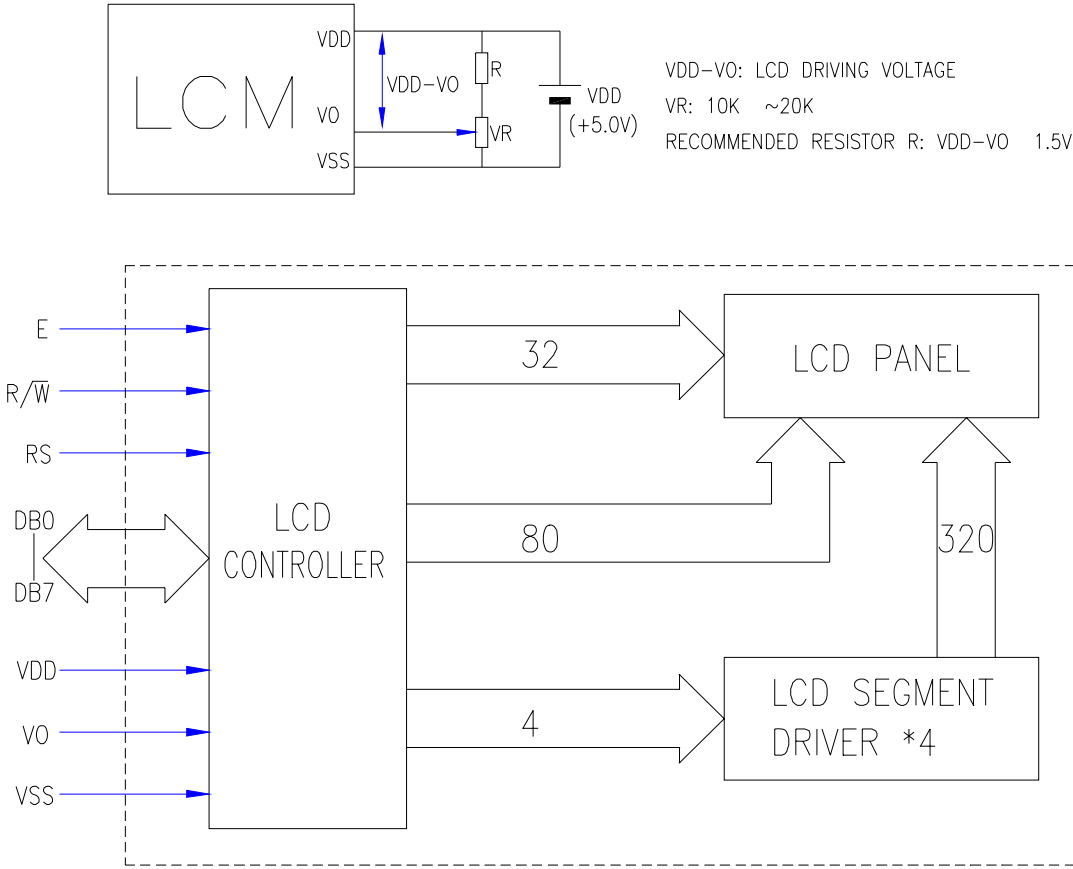 LCM
VDD
VO
VSS
VDD-VO
R
VR
VDD
(+5.0V)
VDD-VO: LCD DRIVING VOLTAGE
VR: 10K ~20K
RECOMMENDED RESISTOR R: VDD-VO 1.5V
E
R/W̅
RS
DB0
DB7
VDD
VO
VSS
LCD
CONTROLLER
32
80
4
320
LCD PANEL
LCD SEGMENT
DRIVER *4